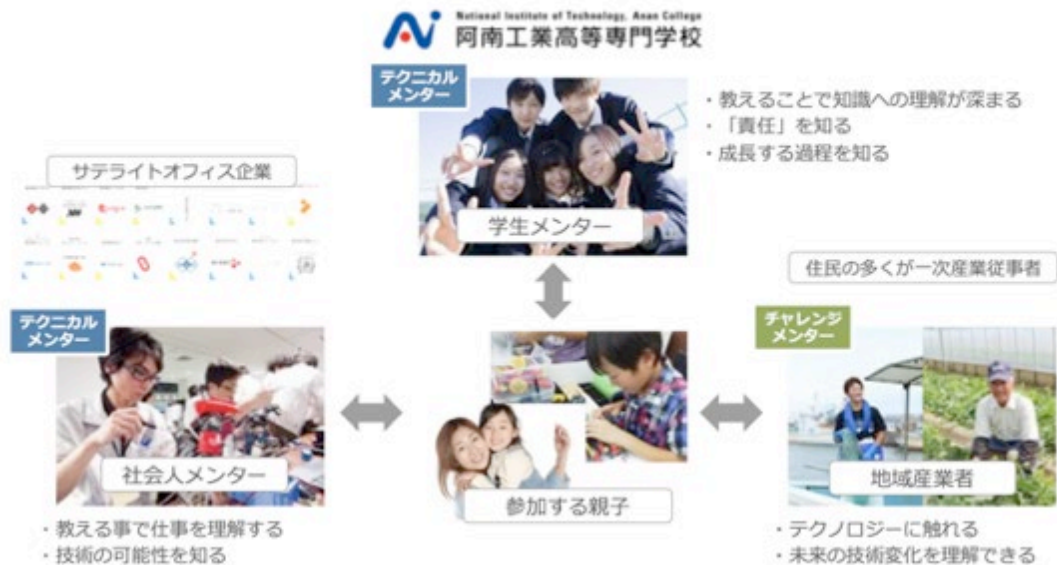 National Institute of Technology, Anan College
阿南工業高等専門学校
テクニカル
メンター
・教えることで知識への理解が深まる
・「責任」を知る
・成長する過程を知る
学生メンター
サテライトオフィス企業
住民の多くが一次産業従事者
テクニカル
メンター
チャレンジ
メンター
社会人メンター
参加する親子
地域産業者
・教える事で仕事を理解する
・技術の可能性を知る
・テクノロジーに触れる
・未来の技術変化を理解できる